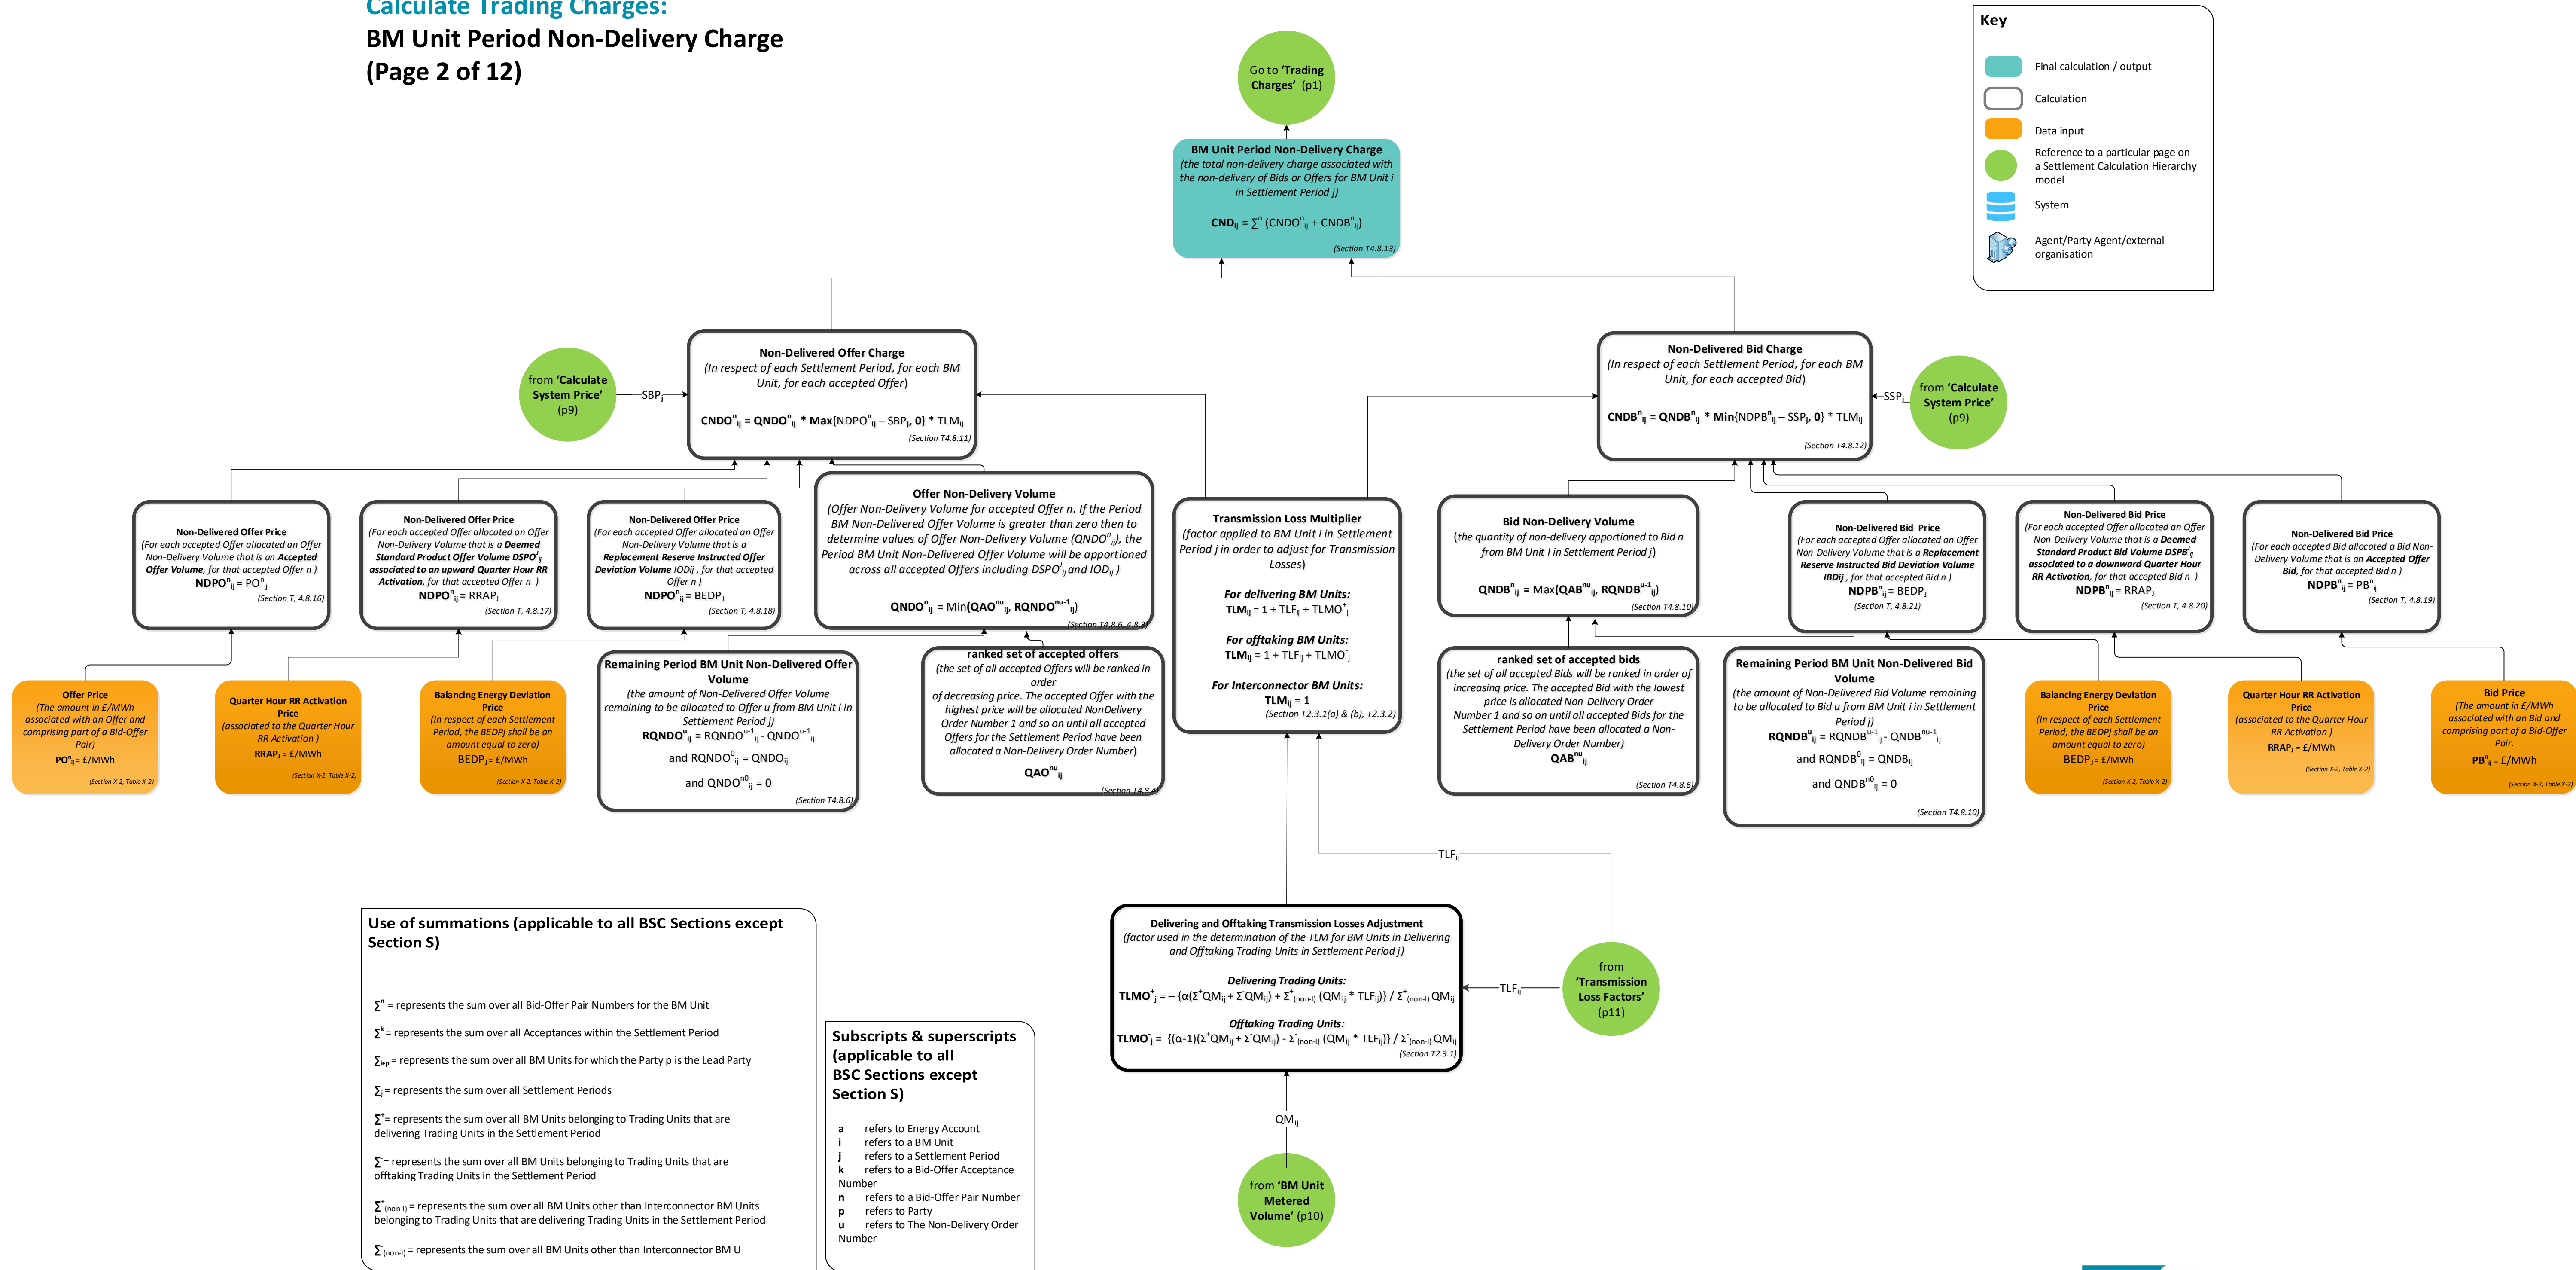 Calculate Trading Charges:
BM Unit Period Non-Delivery Charge
(Page 2 of 12)
Go to ‘Trading
Charges’ (p1)
Key
Final calculation / output
Calculation
Data input
Reference to a particular page on
a Settlement Calculation Hierarchy
model
System
Agent/Party Agent/external
organisation
BM Unit Period Non-Delivery Charge
(the total non-delivery charge associated with
the non-delivery of Bids or Offers for BM Unit i
in Settlement Period j)
CNDij = ∑n (CNDOnij + CNDBnij)
(Section T4.8.13)
from ‘Calculate
System Price’
(p9)
SBPj
Non-Delivered Offer Charge
(In respect of each Settlement Period, for each BM
Unit, for each accepted Offer)
CNDOnij = QNDOnij * Max{NDPOnij – SBPj, 0} * TLMij
(Section T4.8.11)
Non-Delivered Bid Charge
(In respect of each Settlement Period, for each BM
Unit, for each accepted Bid)
CNDBnij = QNDBnij * Min{NDPBnij – SSPj, 0} * TLMij
(Section T4.8.12)
SSPj
from ‘Calculate
System Price’
(p9)
Non-Delivered Offer Price
(For each accepted Offer allocated an Offer
Non-Delivery Volume that is an Accepted
Offer Volume, for that accepted Offer n )
NDPOnij = POnij
(Section T, 4.8.16)
Non-Delivered Offer Price
(For each accepted Offer allocated an Offer
Non-Delivery Volume that is a Deemed
Standard Product Offer Volume DSPOJij
associated to an upward Quarter Hour RR
Activation, for that accepted Offer n )
NDPOnij = RRAPJ
(Section T, 4.8.17)
Non-Delivered Offer Price
(For each accepted Offer allocated an Offer
Non-Delivery Volume that is a
Replacement Reserve Instructed Offer
Deviation Volume IODij , for that accepted
Offer n )
NDPOnij = BEDPJ
(Section T, 4.8.18)
Offer Non-Delivery Volume
(Offer Non-Delivery Volume for accepted Offer n. If the Period
BM Non-Delivered Offer Volume is greater than zero then to
determine values of Offer Non-Delivery Volume (QNDOnij), the
Period BM Unit Non-Delivered Offer Volume will be apportioned
across all accepted Offers including DSPOJij and IODij )
QNDOnij = Min(QAOnuij, RQNDOnu-1ij)
(Section T4.8.6, 4.8.3)
Transmission Loss Multiplier
(factor applied to BM Unit i in Settlement
Period j in order to adjust for Transmission
Losses)
For delivering BM Units:
TLMij = 1 + TLFij + TLMO+j
For offtaking BM Units:
TLMij = 1 + TLFij + TLMO-j
For Interconnector BM Units:
TLMij = 1
(Section T2.3.1(a) & (b), T2.3.2)
Bid Non-Delivery Volume
(the quantity of non-delivery apportioned to Bid n
from BM Unit I in Settlement Period j)
QNDBnij = Max(QABnuij, RQNDBu-1ij)
(Section T4.8.10)
Non-Delivered Bid Price
(For each accepted Offer allocated an Offer
Non-Delivery Volume that is a Replacement
Reserve Instructed Bid Deviation Volume
IBDij , for that accepted Bid n )
NDPBnij = BEDPJ
(Section T, 4.8.21)
Non-Delivered Bid Price
(For each accepted Offer allocated an Offer
Non-Delivery Volume that is a Deemed
Standard Product Bid Volume DSPBJij
associated to a downward Quarter Hour
RR Activation, for that accepted Bid n )
NDPBnij = RRAPJ
(Section T, 4.8.20)
Non-Delivered Bid Price
(For each accepted Bid allocated a Bid Non-
Delivery Volume that is an Accepted Offer
Bid, for that accepted Bid n )
NDPBnij = PBnij
(Section T, 4.8.19)
Offer Price
(The amount in £/MWh
associated with an Offer and
comprising part of a Bid-Offer
Pair)
POnij = £/MWh
(Section X-2, Table X-2)
Quarter Hour RR Activation
Price
(associated to the Quarter Hour
RR Activation )
RRAPJ = £/MWh
(Section X-2, Table X-2)
Balancing Energy Deviation
Price
(In respect of each Settlement
Period, the BEDPj shall be an
amount equal to zero)
BEDPJ = £/MWh
(Section X-2, Table X-2)
Remaining Period BM Unit Non-Delivered Offer
Volume
(the amount of Non-Delivered Offer Volume
remaining to be allocated to Offer u from BM Unit i in
Settlement Period j)
RQNDOuij = RQNDOu-1ij - QNDOu-1ij
and RQNDO0ij = QNDOij
and QNDOn0ij = 0
(Section T4.8.6)
ranked set of accepted offers
(the set of all accepted Offers will be ranked in
order
of decreasing price. The accepted Offer with the
highest price will be allocated NonDelivery
Order Number 1 and so on until all accepted
Offers for the Settlement Period have been
allocated a Non-Delivery Order Number)
QAOnuij
(Section T4.8.4)
ranked set of accepted bids
(the set of all accepted Bids will be ranked in order of
increasing price. The accepted Bid with the lowest
price is allocated Non-Delivery Order
Number 1 and so on until all accepted Bids for the
Settlement Period have been allocated a Non-
Delivery Order Number)
QABnuij
(Section T4.8.6)
Remaining Period BM Unit Non-Delivered Bid
Volume
(the amount of Non-Delivered Bid Volume remaining
to be allocated to Bid u from BM Unit i in Settlement
Period j)
RQNDBuij = RQNDBu-1ij - QNDBnu-1ij
and RQNDB0ij = QNDBij
and QNDBn0ij = 0
(Section T4.8.10)
Balancing Energy Deviation
Price
(In respect of each Settlement
Period, the BEDPj shall be an
amount equal to zero)
BEDPJ = £/MWh
(Section X-2, Table X-2)
Quarter Hour RR Activation
Price
(associated to the Quarter Hour
RR Activation )
RRAPJ = £/MWh
(Section X-2, Table X-2)
Bid Price
(The amount in £/MWh
associated with an Bid and
comprising part of a Bid-Offer
Pair.
PBnij = £/MWh
(Section X-2, Table X-2)
TLFij
Delivering and Offtaking Transmission Losses Adjustment
(factor used in the determination of the TLM for BM Units in Delivering
and Offtaking Trading Units in Settlement Period j)
Delivering Trading Units:
TLMO+j = – {α(Σ+QMij + Σ-QMij) + Σ+(non-I) (QMij * TLFij)} / Σ+(non-I) QMij
Offtaking Trading Units:
TLMO-j = {(α-1)(Σ+QMij + Σ-QMij) - Σ-(non-I) (QMij * TLFij)} / Σ-(non-I) QMij
(Section T2.3.1)
TLFij
from
‘Transmission
Loss Factors’
(p11)
QMij
from ‘BM Unit
Metered
Volume’ (p10)
Use of summations (applicable to all BSC Sections except
Section S)
∑n = represents the sum over all Bid-Offer Pair Numbers for the BM Unit
∑k = represents the sum over all Acceptances within the Settlement Period
∑iєp = represents the sum over all BM Units for which the Party p is the Lead Party
∑j = represents the sum over all Settlement Periods
∑+ = represents the sum over all BM Units belonging to Trading Units that are
delivering Trading Units in the Settlement Period
∑- = represents the sum over all BM Units belonging to Trading Units that are
offtaking Trading Units in the Settlement Period
∑+(non-I) = represents the sum over all BM Units other than Interconnector BM Units
belonging to Trading Units that are delivering Trading Units in the Settlement Period
∑-(non-I) = represents the sum over all BM Units other than Interconnector BM U
Subscripts & superscripts
(applicable to all
BSC Sections except
Section S)
a refers to Energy Account
i refers to a BM Unit
j refers to a Settlement Period
k refers to a Bid-Offer Acceptance
Number
n refers to a Bid-Offer Pair Number
p refers to Party
u refers to The Non-Delivery Order
Number